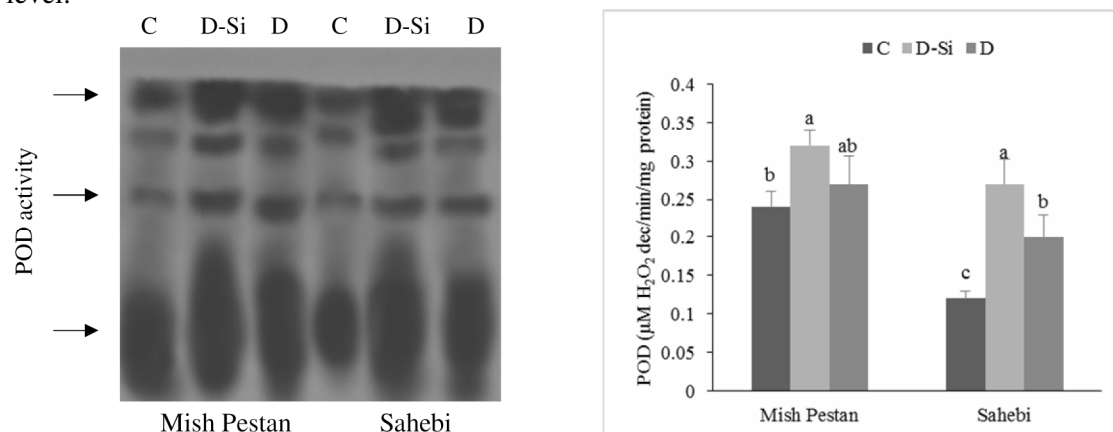 level.
C D-Si D C D-Si D
POD activity
Mish Pestan Sahebi
C D-Si D
POD (µM H₂O₂ dec/min/mg protein)
0.4
0.35
0.3
0.25
0.2
0.15
0.1
0.05
0
b a ab c a b
Mish Pestan Sahebi